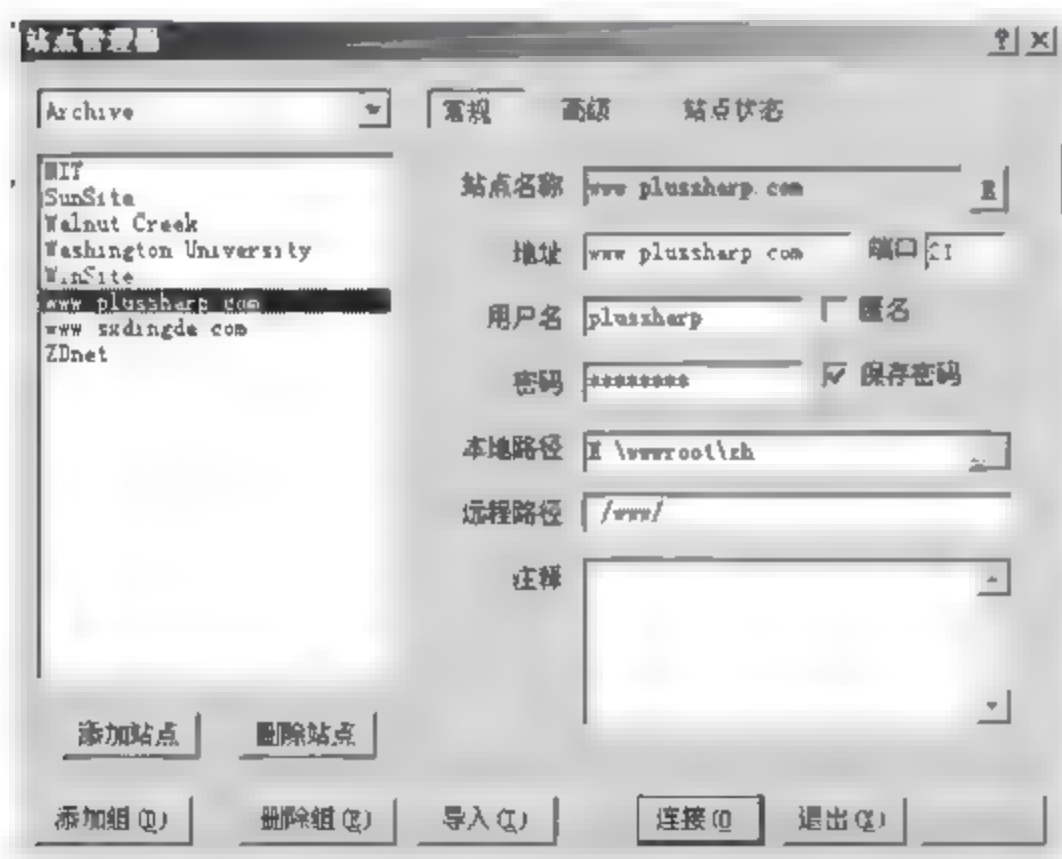 站点管理器
Archive
常规 高级 站点状态
MIT
SunSite
Walnut Creek
Washington University
WinSite
www plussharp com
www sxdingda com
ZDnet
站点名称 www plussharp com R
地址 www plussharp com 端口 21
用户名 plussharp 匿名
密码 ******** 保存密码
本地路径 \wwwroot\zh
远程路径 /www/
注释
添加站点 删除站点
添加组 删除组 导入(I) 连接 退出(X)